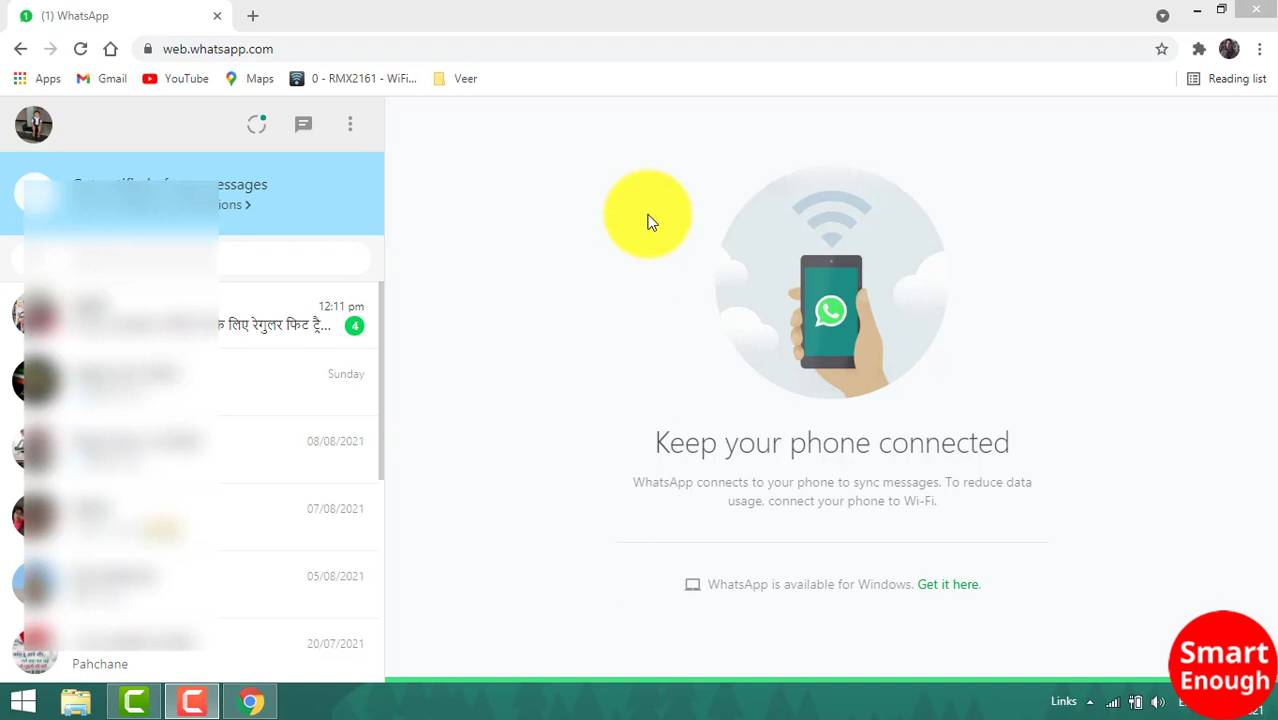 (1) WhatsApp
web.whatsapp.com
Apps Gmail YouTube Maps 0 - RMX2161 - WiFi... Veer Reading list
essages
ions >
12:11 pm
के लिए रेगुलर फिट ट्रै... 4
Sunday
08/08/2021
07/08/2021
05/08/2021
20/07/2021
Pahchane
Keep your phone connected
WhatsApp connects to your phone to sync messages. To reduce data
usage, connect your phone to Wi-Fi.
WhatsApp is available for Windows. Get it here.
Smart
Enough
Links